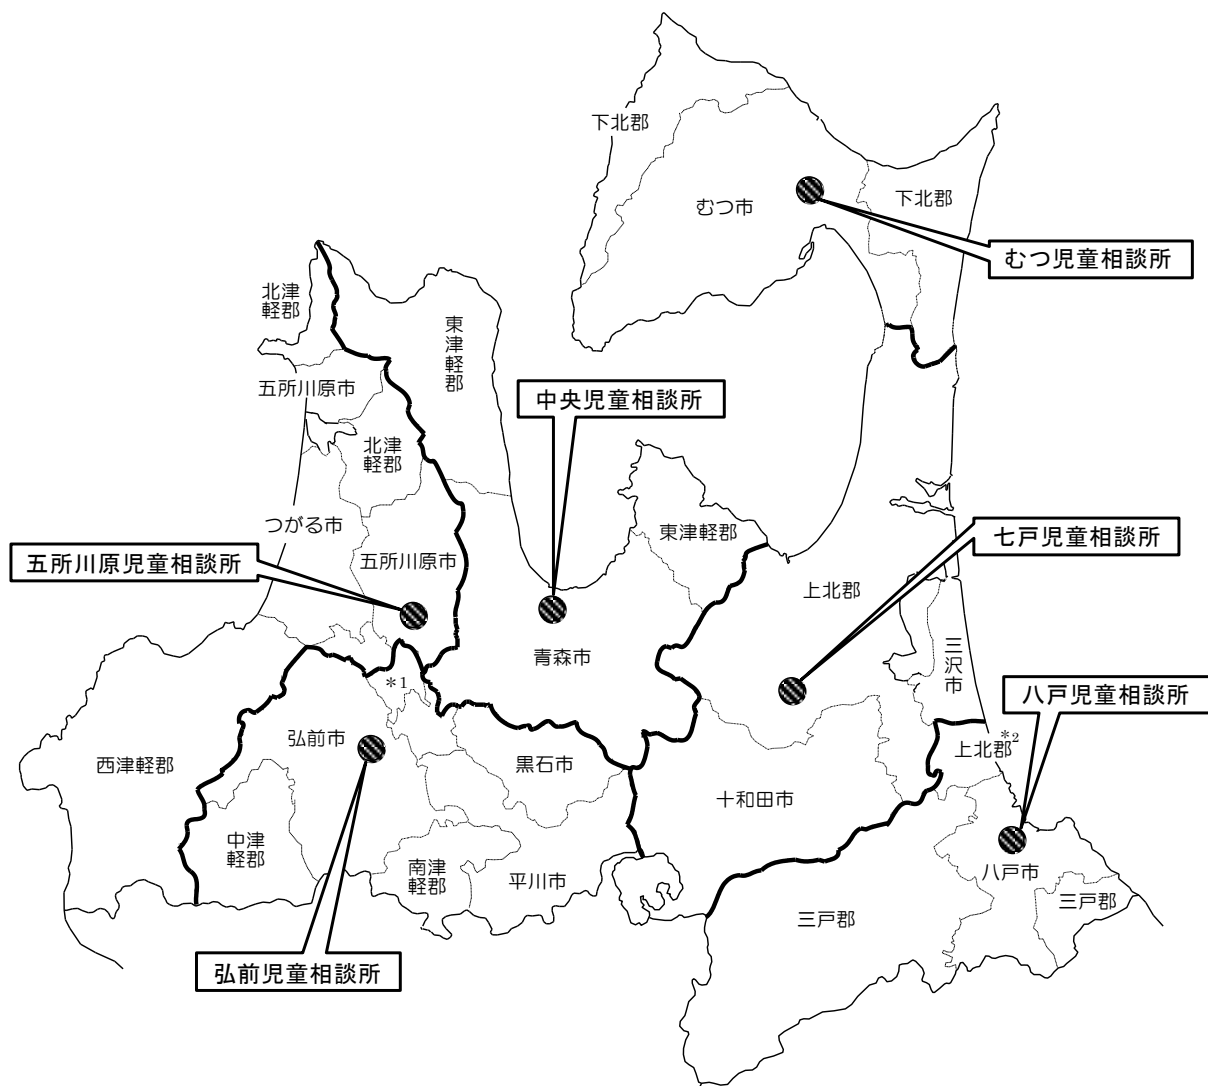 下北郡
むつ市
下北郡
むつ児童相談所
北津
軽郡
東津軽郡
五所川原市
中央児童相談所
北津
軽郡
つがる市
東津軽郡
七戸児童相談所
五所川原児童相談所
五所川原市
上北郡
青森市
三沢市
*1
八戸児童相談所
弘前市
上北郡*2
西津軽郡
黒石市
十和田市
中津
軽郡
南津
軽郡
平川市
八戸市
三戸郡
三戸郡
弘前児童相談所